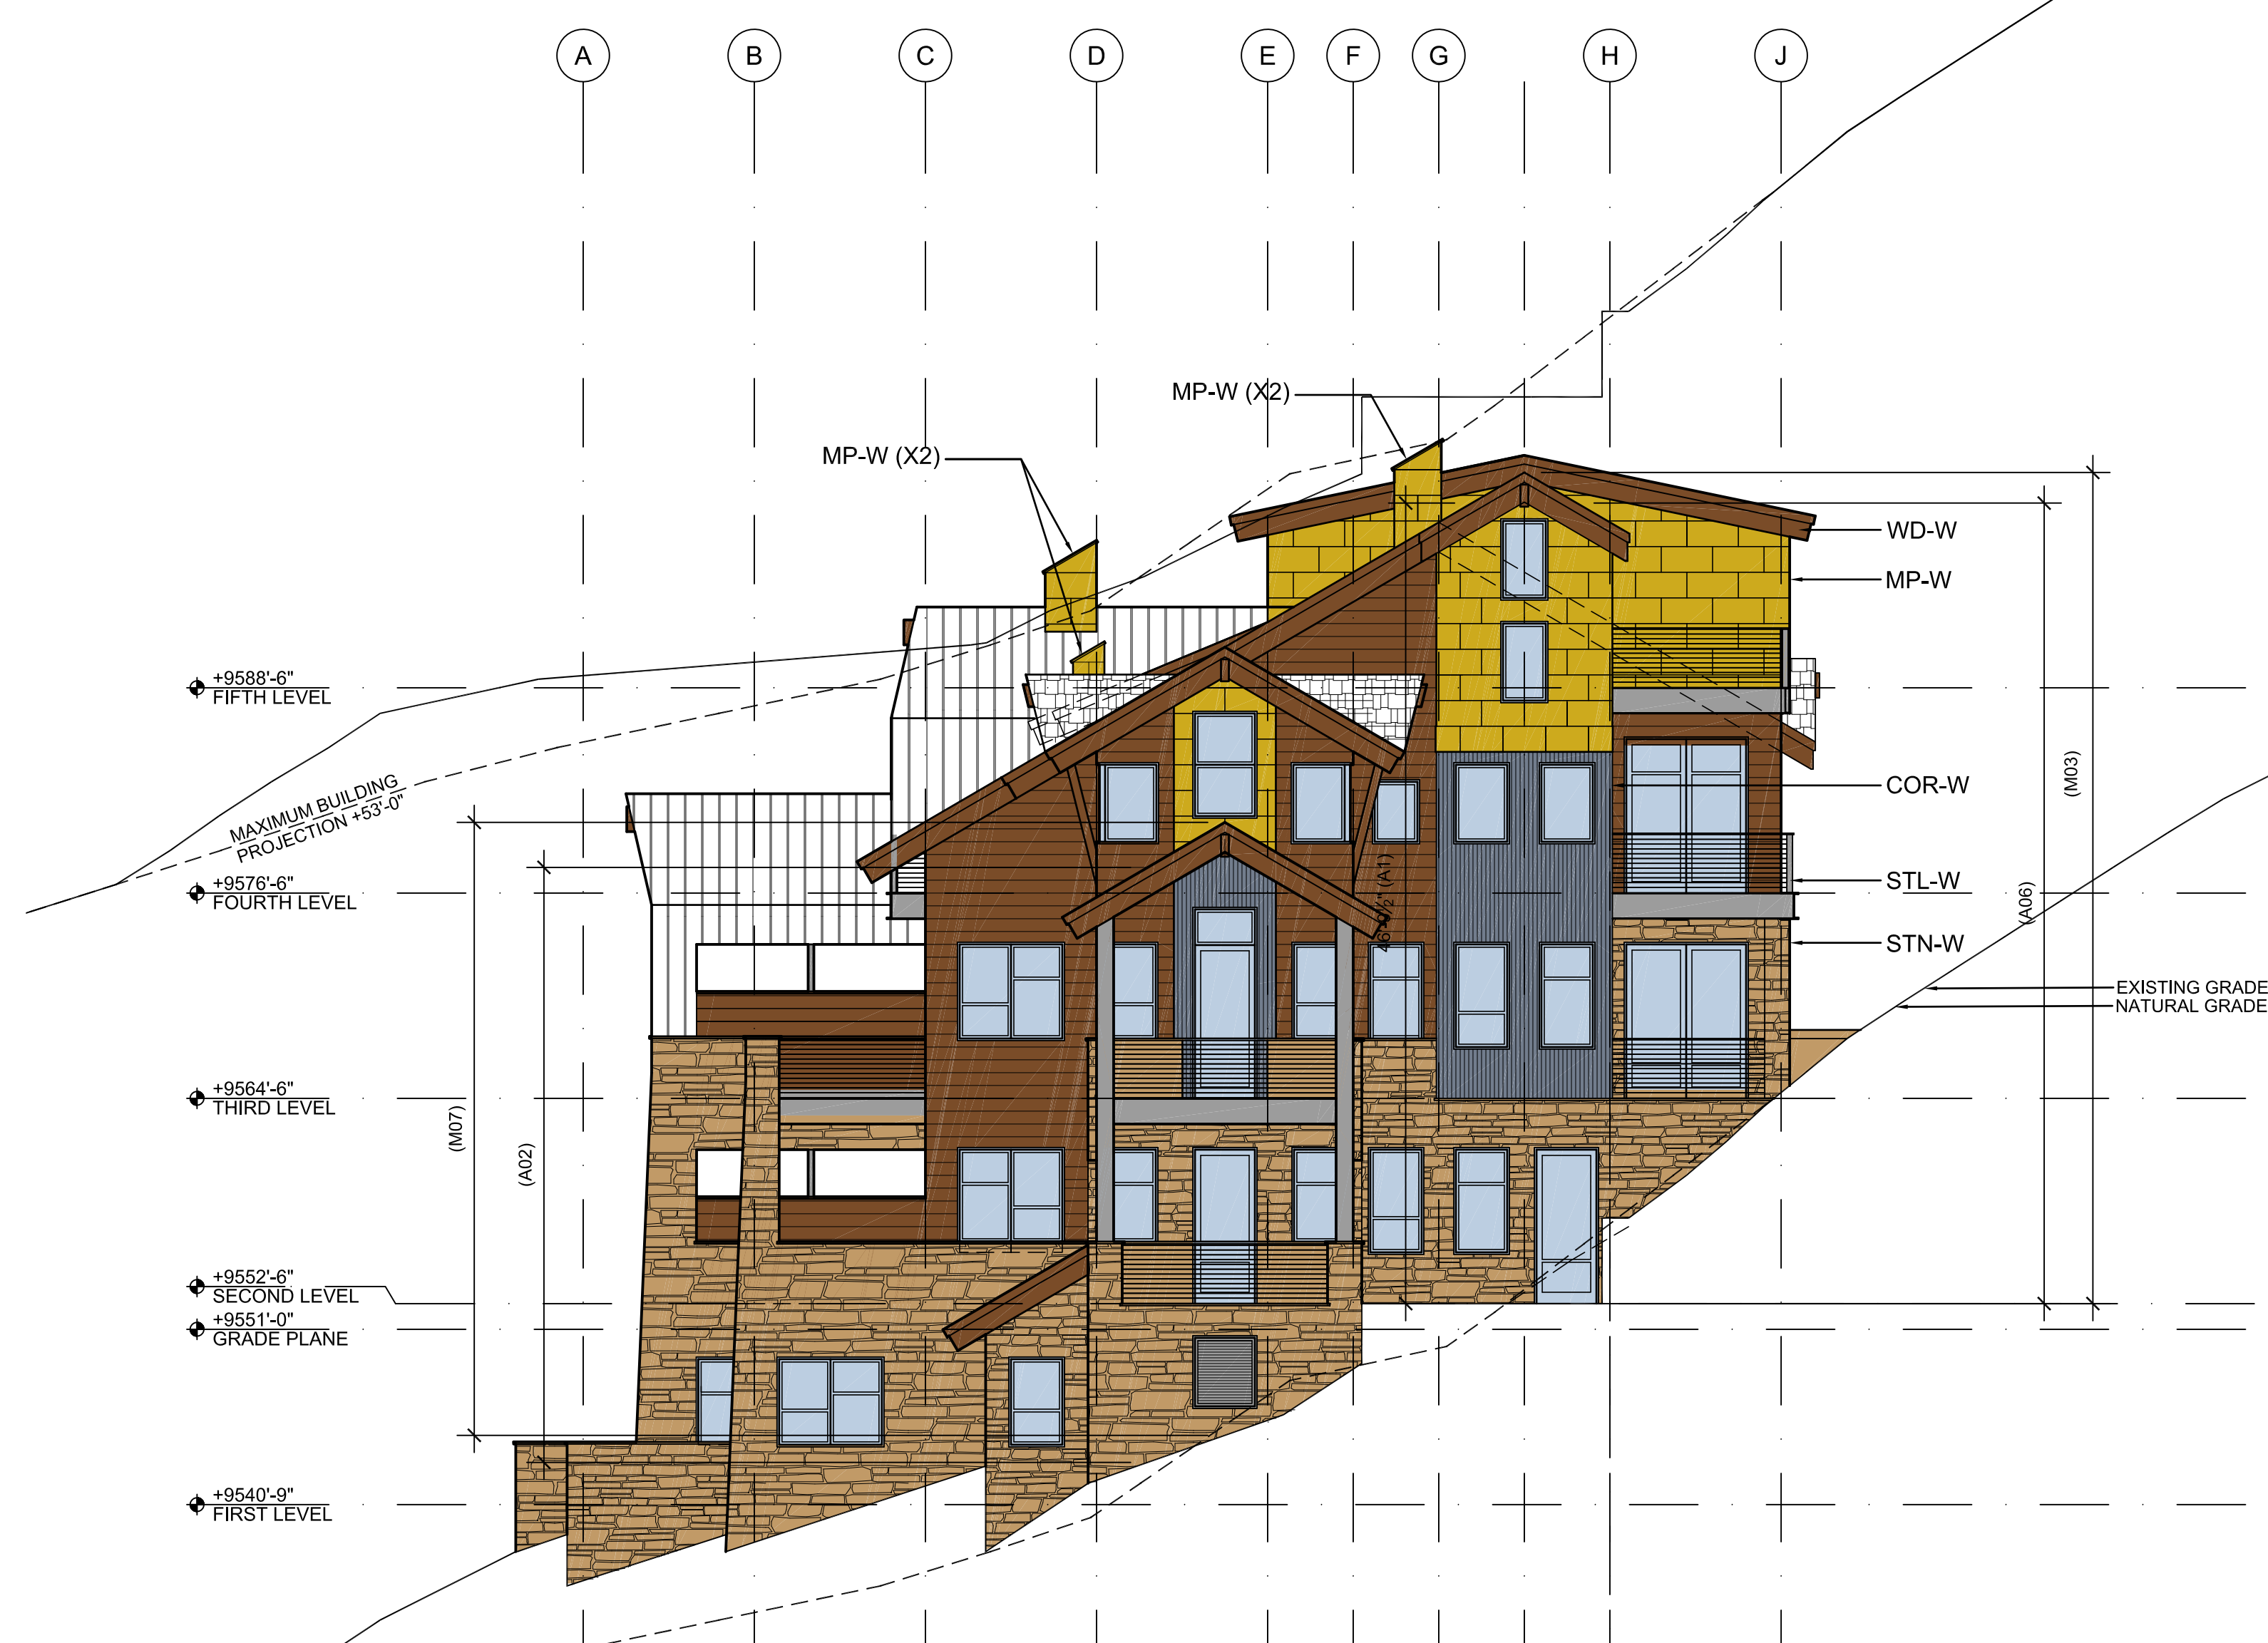 A B C D E F G H J
MP-W (X2)
MP-W (X2)
WD-W
MP-W
+9588'-6"
FIFTH LEVEL
(M03)
MAXIMUM BUILDING
PROJECTION +53'-0"
COR-W
+9576'-6"
FOURTH LEVEL
STL-W
(A06)
STN-W
EXISTING GRADE
NATURAL GRADE
+9564'-6"
THIRD LEVEL
(M07)
(A02)
+9552'-6"
SECOND LEVEL
+9551'-0"
GRADE PLANE
+9540'-9"
FIRST LEVEL
(A1)